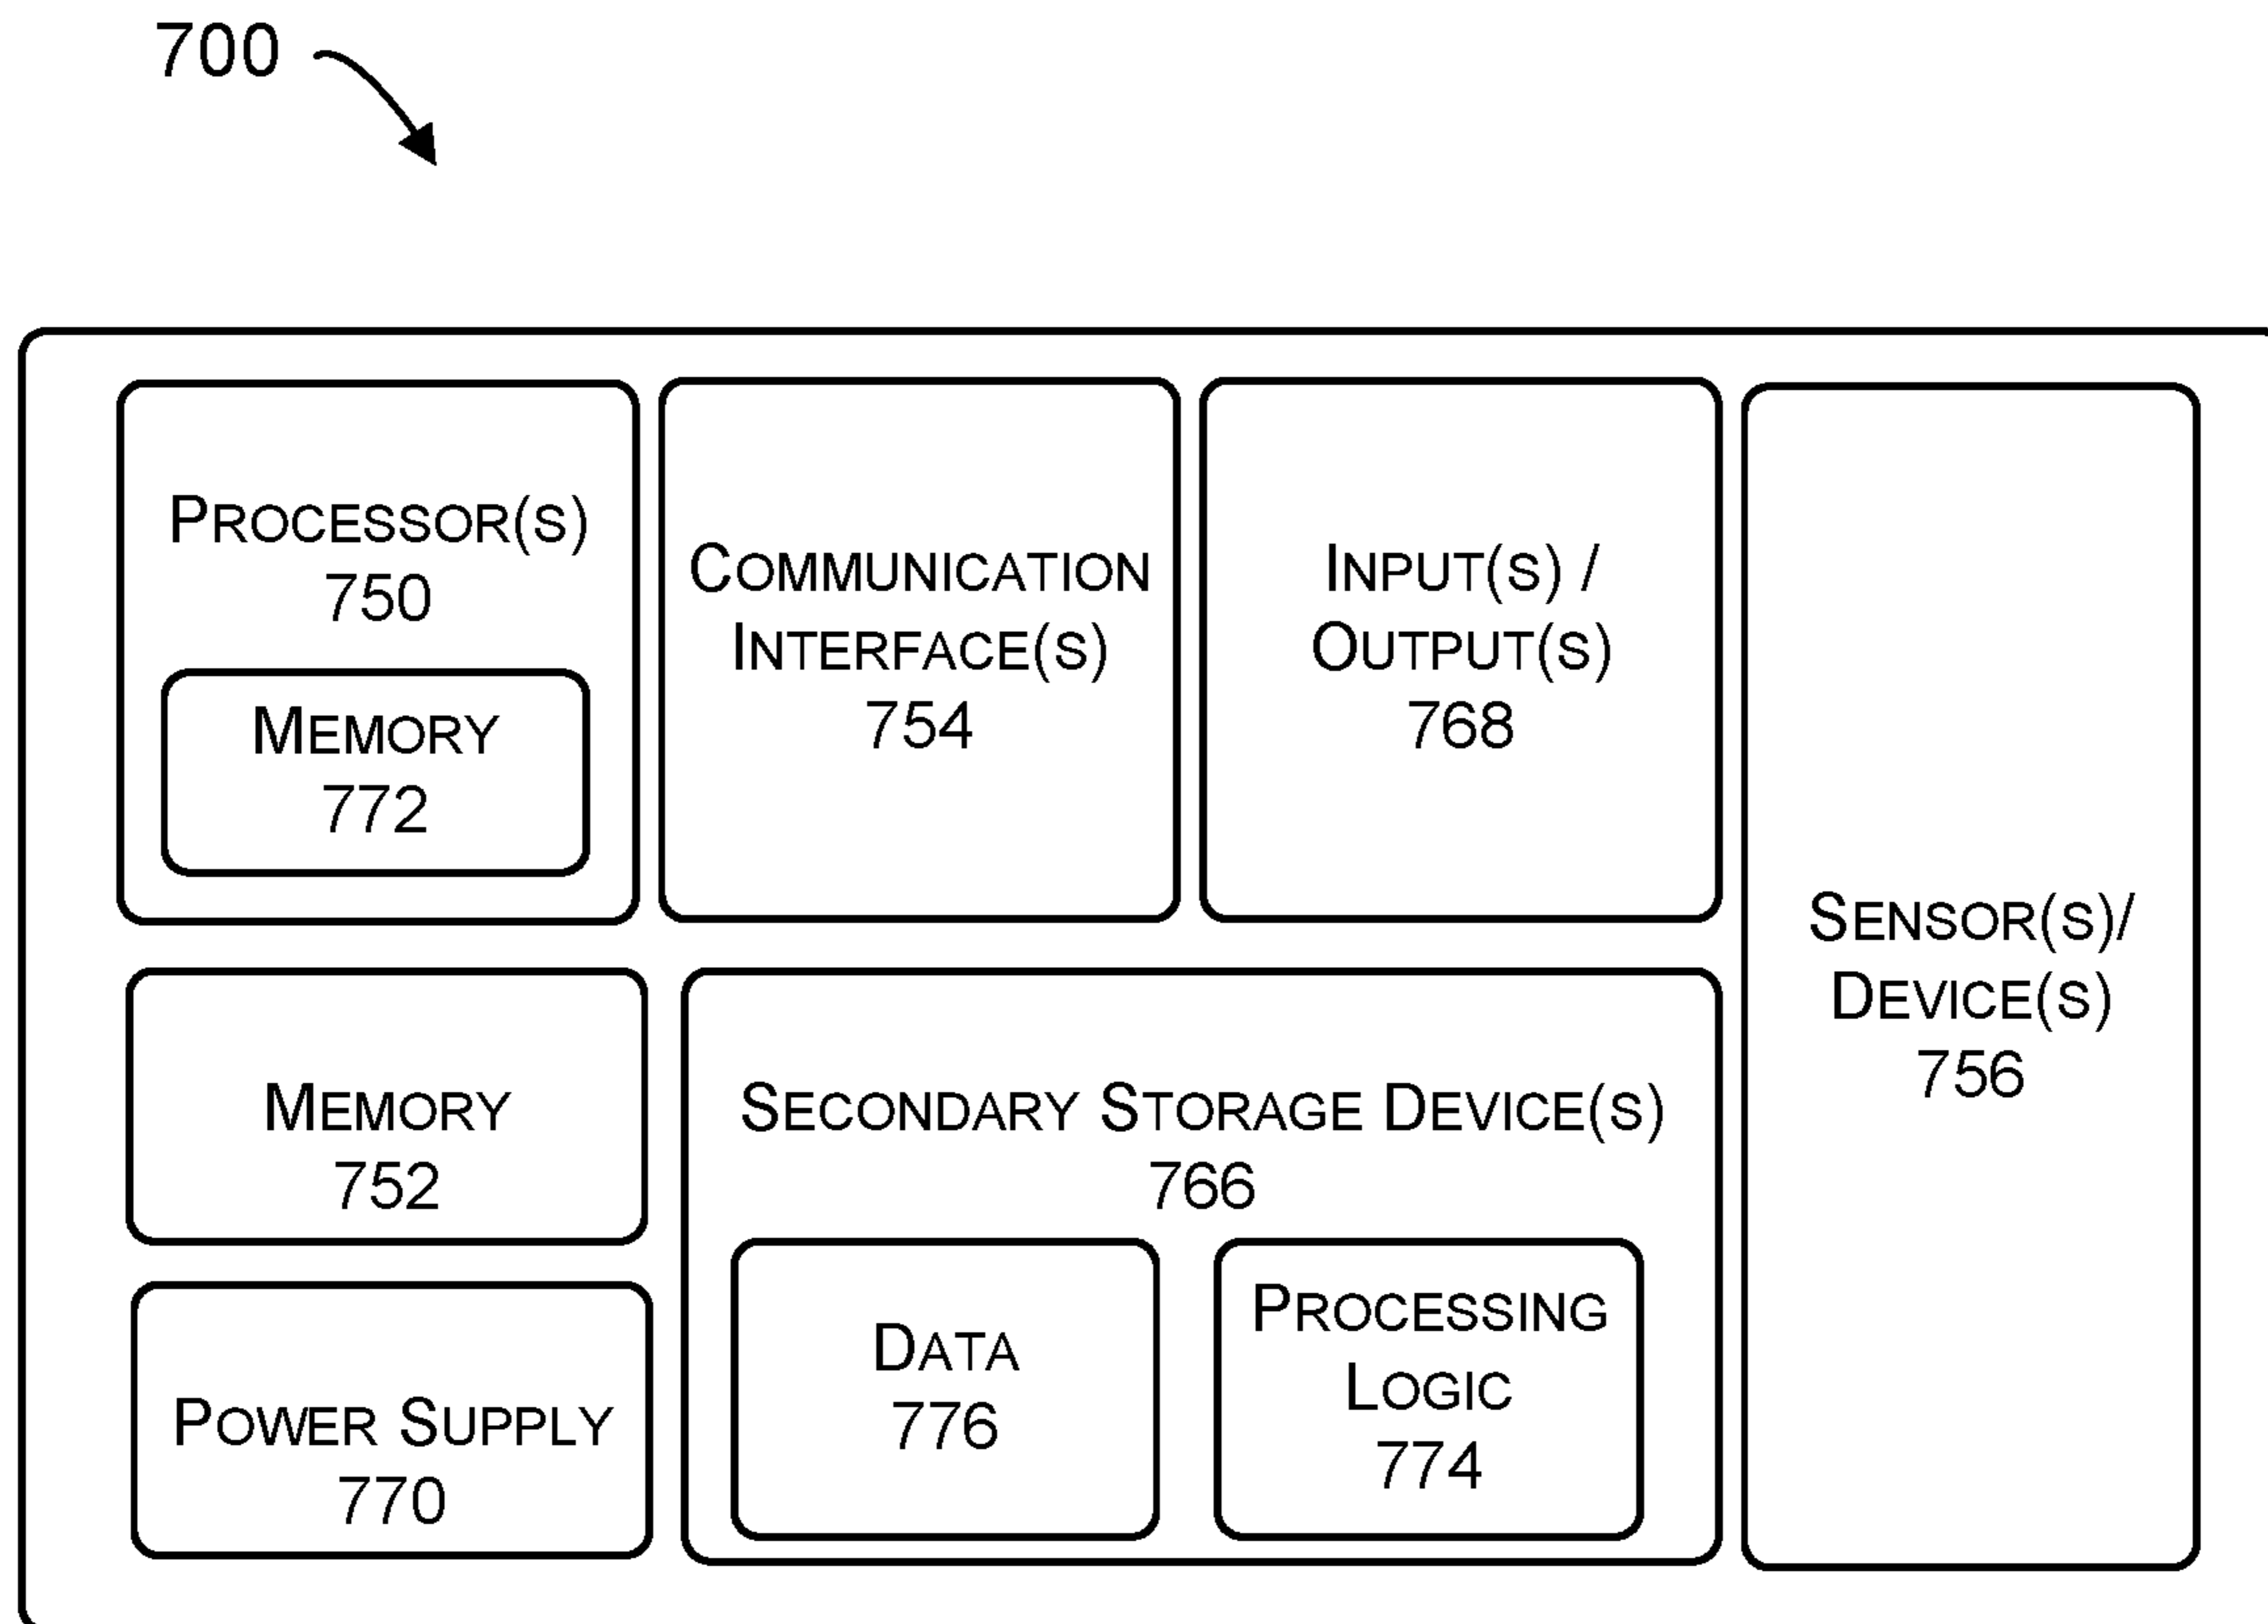 700
PROCESSOR(S)
750
MEMORY
772
COMMUNICATION
INTERFACE(S)
754
INPUT(S) /
OUTPUT(S)
768
SENSOR(S)/
DEVICE(S)
756
MEMORY
752
SECONDARY STORAGE DEVICE(S)
766
DATA
776
PROCESSING
LOGIC
774
POWER SUPPLY
770